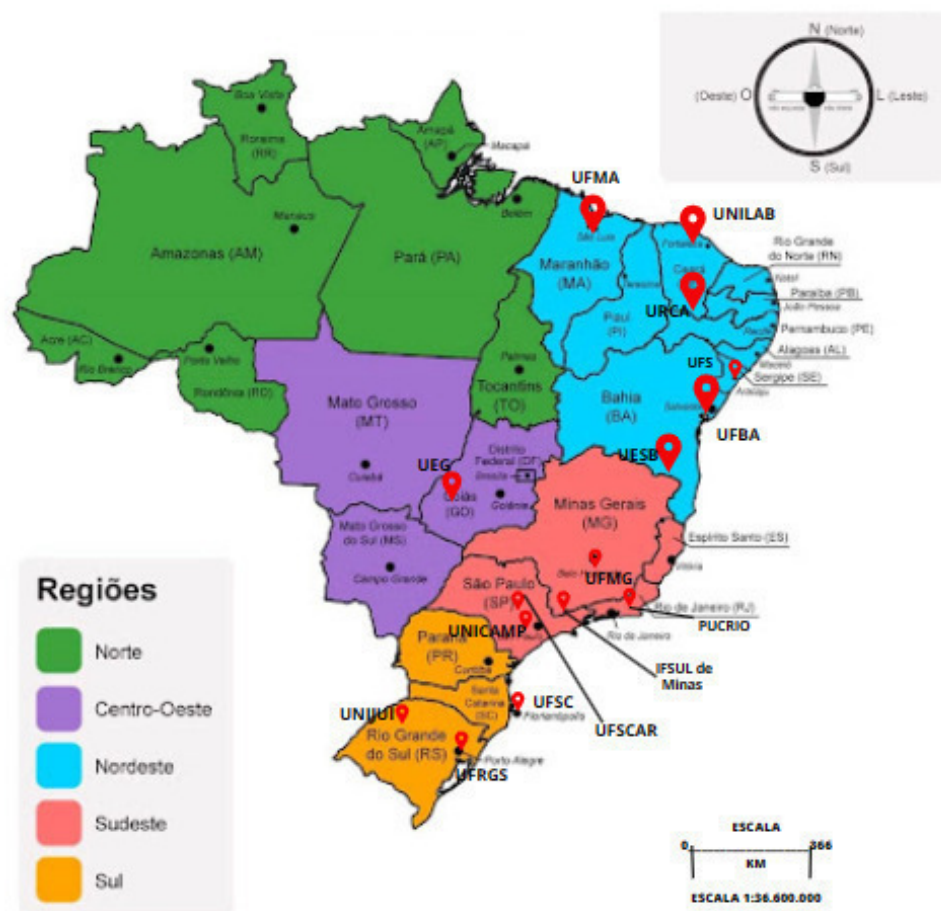 N (Norte)
(Oeste) O
L (Leste)
S (Sul)
Boa Vista
Roraima
(RR)
Amapá
(AP)
Macapá
UFMA
Belém
São Luís
UNILAB
Fortaleza
Manaus
Amazonas (AM)
Pará (PA)
Maranhão
(MA)
Teresina
Ceará
Rio Grande
do Norte (RN)
Natal
URCA
Paraíba (PB)
João Pessoa
Piauí
(PI)
Recife
Pernambuco (PE)
Acre (AC)
Rio Branco
Porto Velho
Rondônia (RO)
Palmas
Tocantins
(TO)
Alagoas (AL)
Maceió
UFS
Sergipe (SE)
Aracaju
Mato Grosso
(MT)
Bahia
(BA)
Salvador
UFBA
Distrito
Federal (DF)
Brasília
UESB
UEG
Cuiabá
Goiás
(GO)
Goiânia
Minas Gerais
(MG)
Mato Grosso
do Sul (MS)
Espírito Santo (ES)
Vitória
Belo
UFMG
Campo Grande
São Paulo
(SP)
Rio de Janeiro (RJ)
PUCRIO
UNICAMP
Rio de Janeiro
Paraná
(PR)
Curitiba
IFSUL de
Minas
Santa
Catarina (SC)
UFSC
Florianópolis
UNIJUI
UFSCAR
Rio Grande
do Sul (RS)
Porto Alegre
UFRGS
Regiões
Norte
Centro-Oeste
Nordeste
Sudeste
Sul
ESCALA
0 366
KM
ESCALA 1:36.600.000